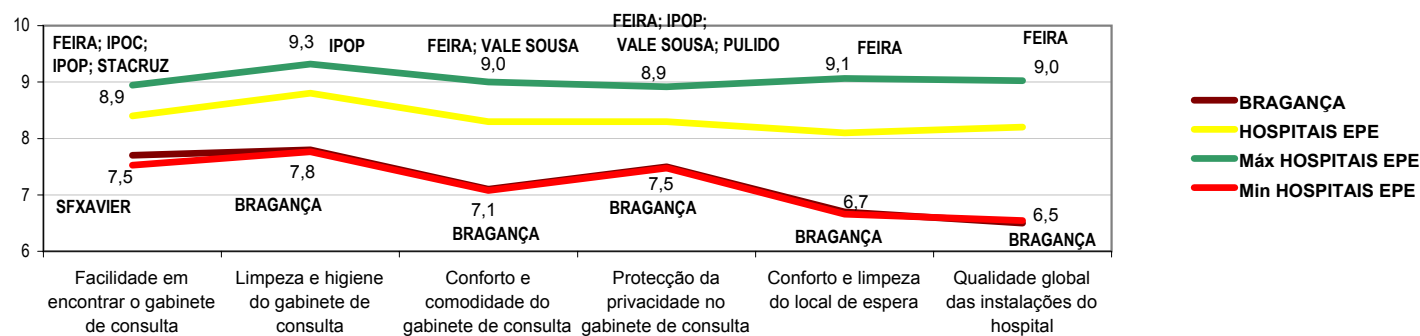 10
9
8
7
6
FEIRA; IPOC;
IPOP; STACRUZ
8,9
9,3
IPOP
FEIRA; VALE SOUSA
9,0
FEIRA; IPOP;
VALE SOUSA; PULIDO
8,9
FEIRA
9,1
FEIRA
9,0
7,5
SFXAVIER
7,8
BRAGANÇA
7,1
BRAGANÇA
7,5
BRAGANÇA
6,7
BRAGANÇA
6,5
BRAGANÇA
Facilidade em
encontrar o gabinete
de consulta
Limpeza e higiene
do gabinete de
consulta
Conforto e
comodidade do
gabinete de consulta
Protecção da
privacidade no
gabinete de consulta
Conforto e limpeza
do local de espera
Qualidade global
das instalações do
hospital
BRAGANÇA
HOSPITAIS EPE
Máx HOSPITAIS EPE
Min HOSPITAIS EPE